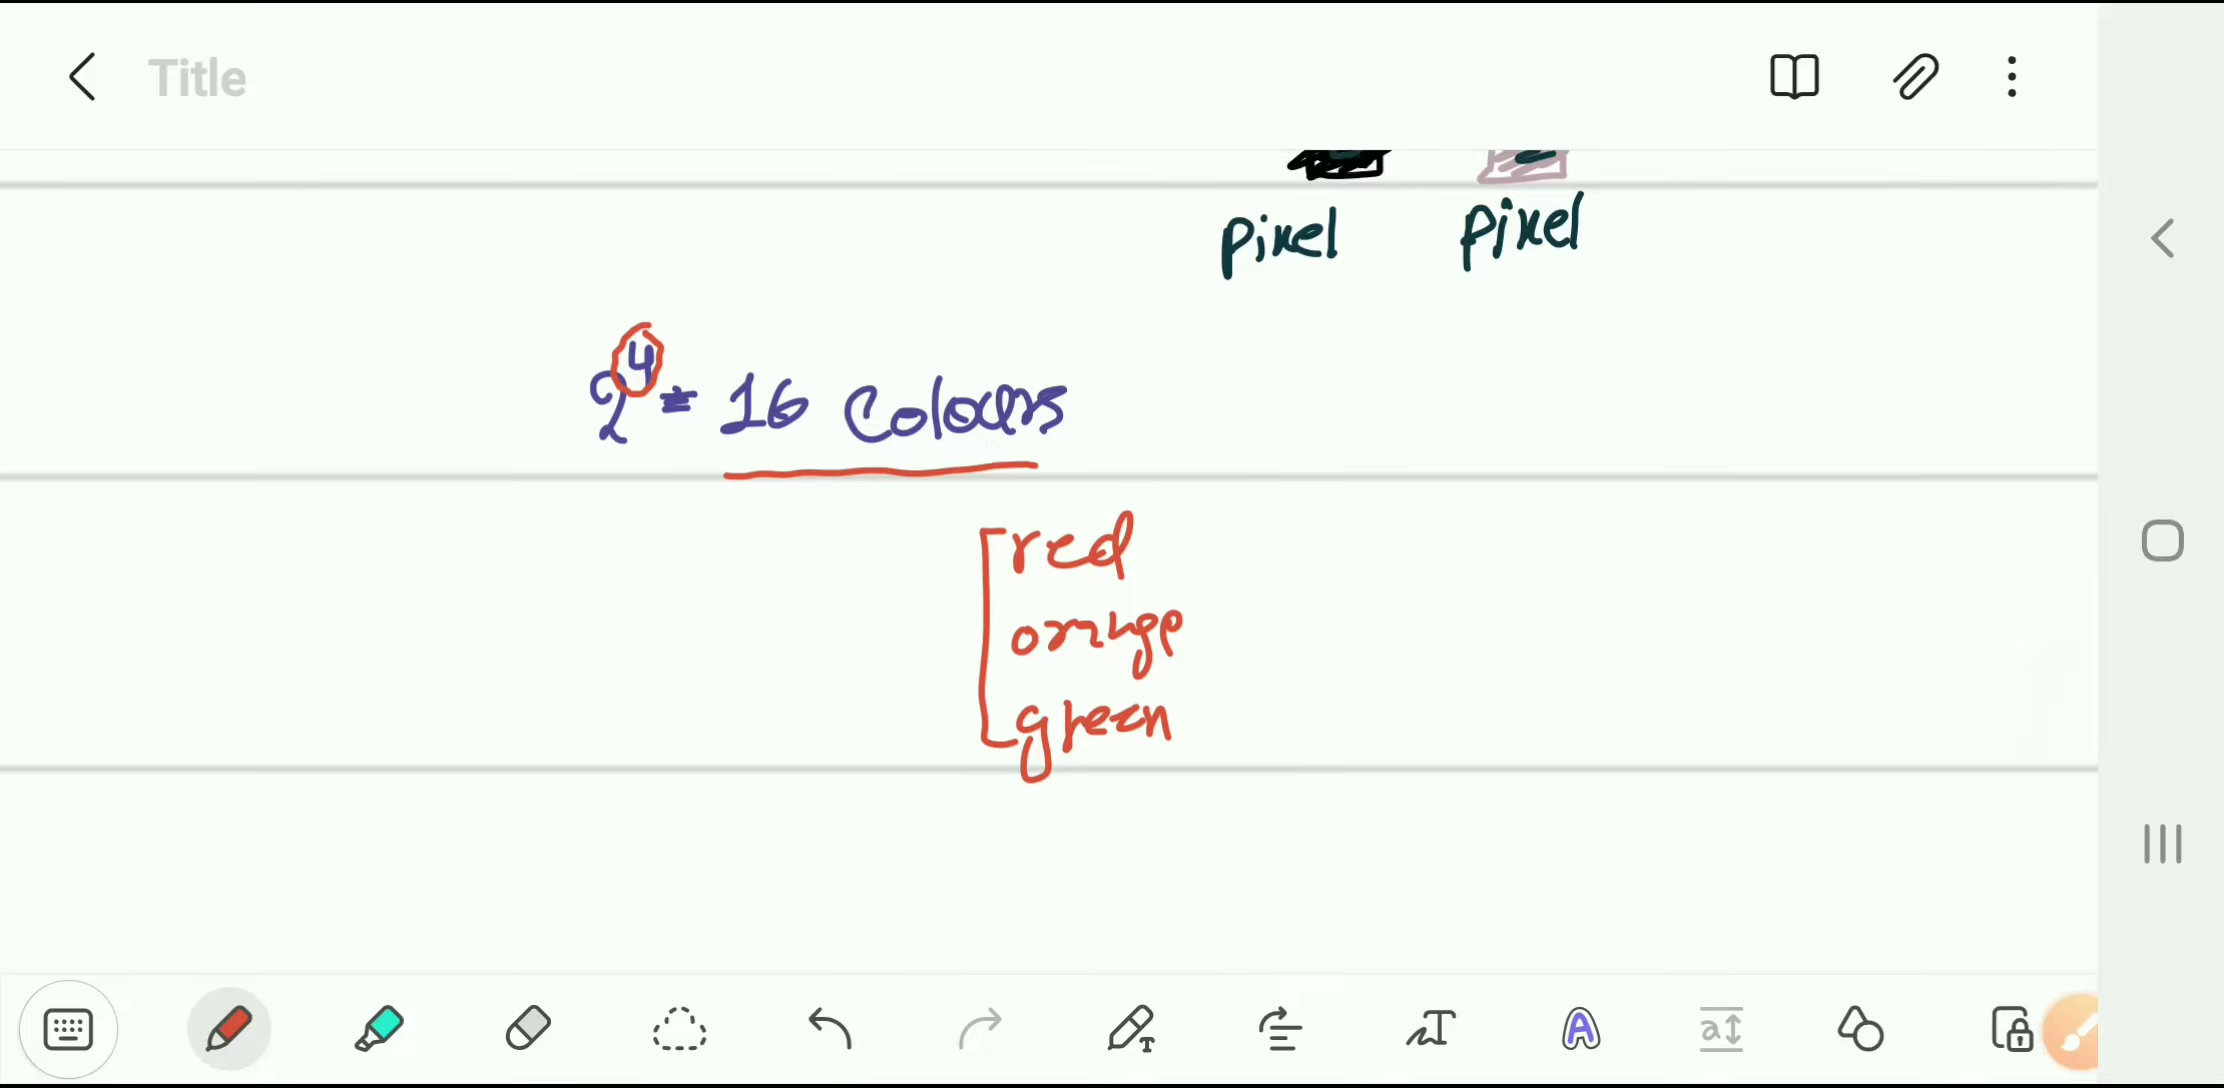 Title
pixel pixel
2⁴ = 16 Colours
red
orange
green